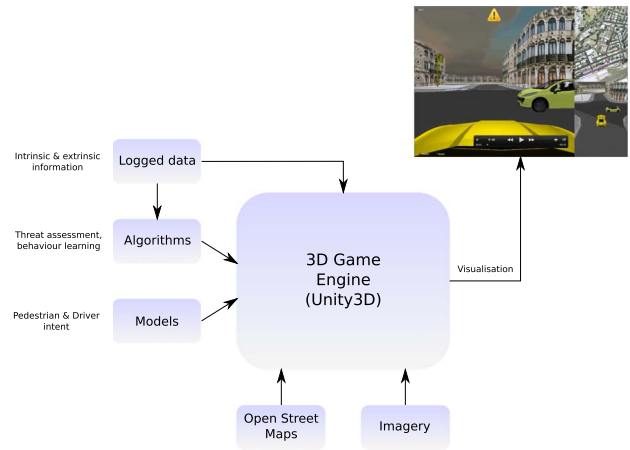 Intrinsic & extrinsic
information
Logged data
Threat assessment,
behaviour learning
Algorithms
Pedestrian & Driver
intent
Models
3D Game
Engine
(Unity3D)
Visualisation
Open Street
Maps
Imagery